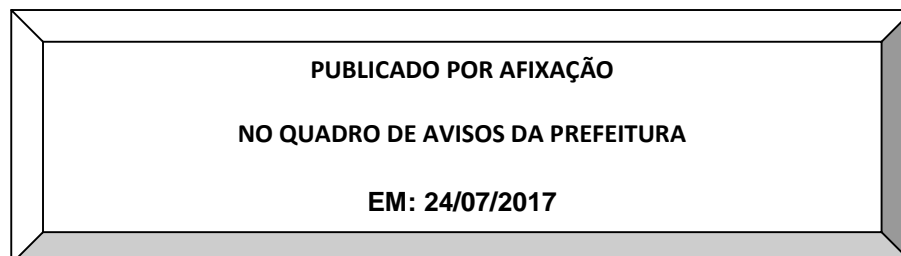 PUBLICADO POR AFIXAÇÃO
NO QUADRO DE AVISOS DA PREFEITURA
EM: 24/07/2017